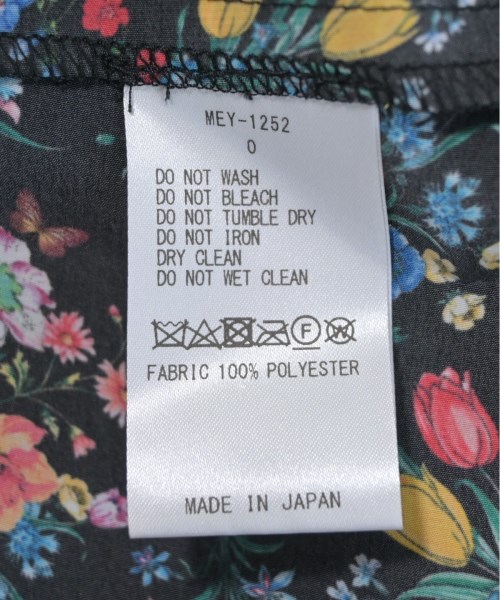 MEY-1252
0
DO NOT WASH
DO NOT BLEACH
DO NOT TUMBLE DRY
DO NOT IRON
DRY CLEAN
DO NOT WET CLEAN
F W
FABRIC 100% POLYESTER
MADE IN JAPAN